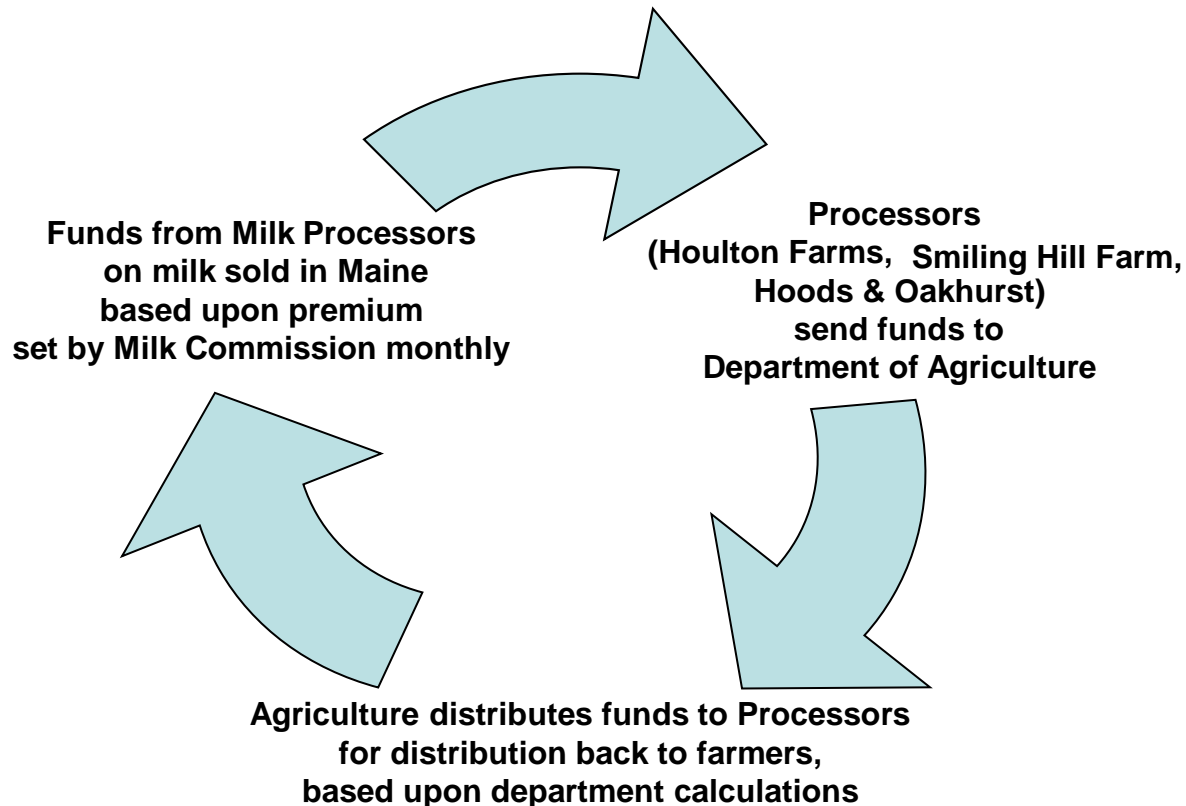 Funds from Milk Processors
on milk sold in Maine
based upon premium
set by Milk Commission monthly
Processors
(Houlton Farms, Smiling Hill Farm,
Hoods & Oakhurst)
send funds to
Department of Agriculture
Agriculture distributes funds to Processors
for distribution back to farmers,
based upon department calculations